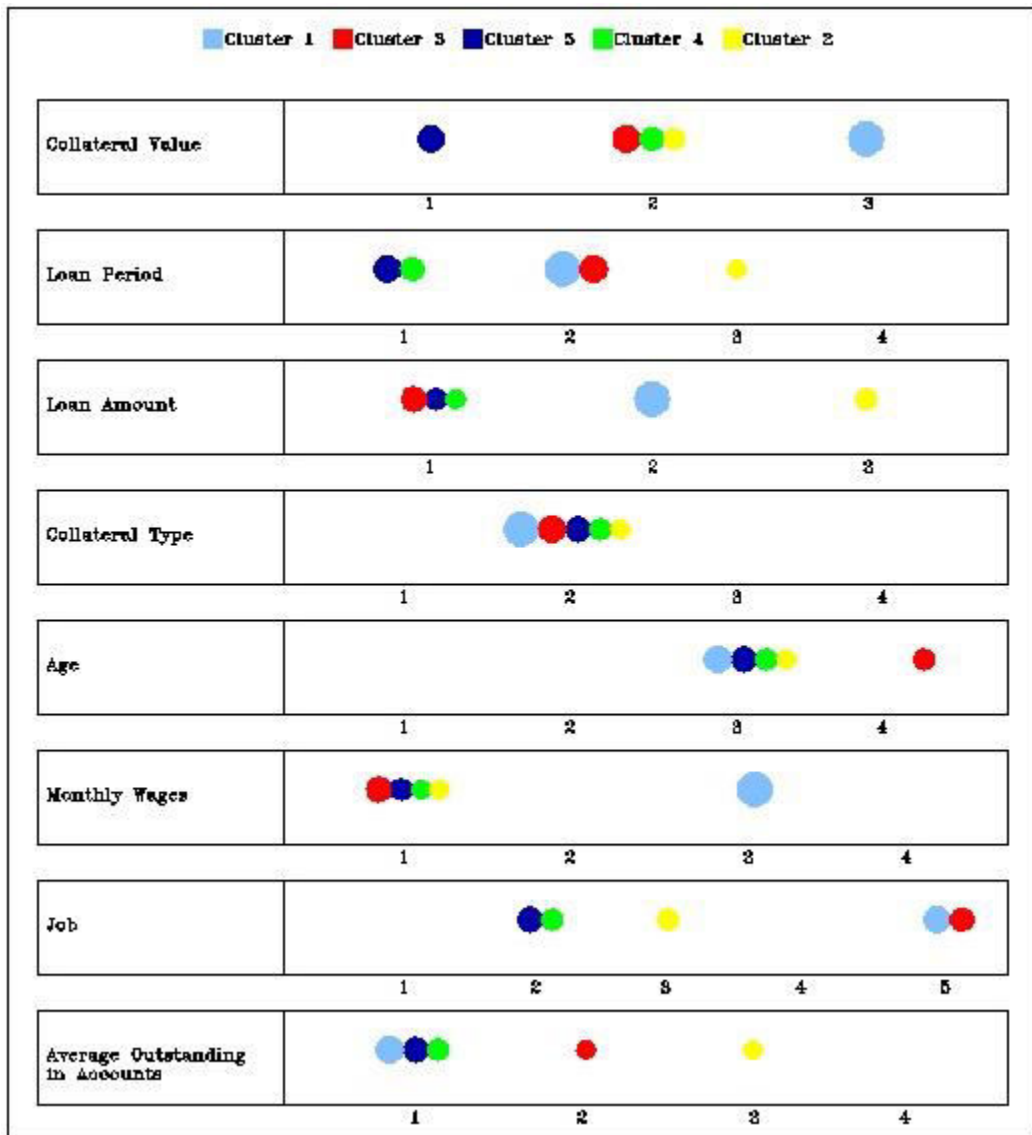 Cluster 1 Cluster 3 Cluster 5 Cluster 4 Cluster 2
Collateral Value
1 2 3
Loan Period
1 2 3 4
Loan Amount
1 2 3
Collateral Type
1 2 3 4
Age
1 2 3 4
Monthly Wages
1 2 3 4
Job
1 2 3 4 5
Average Outstanding
in Accounts
1 2 3 4